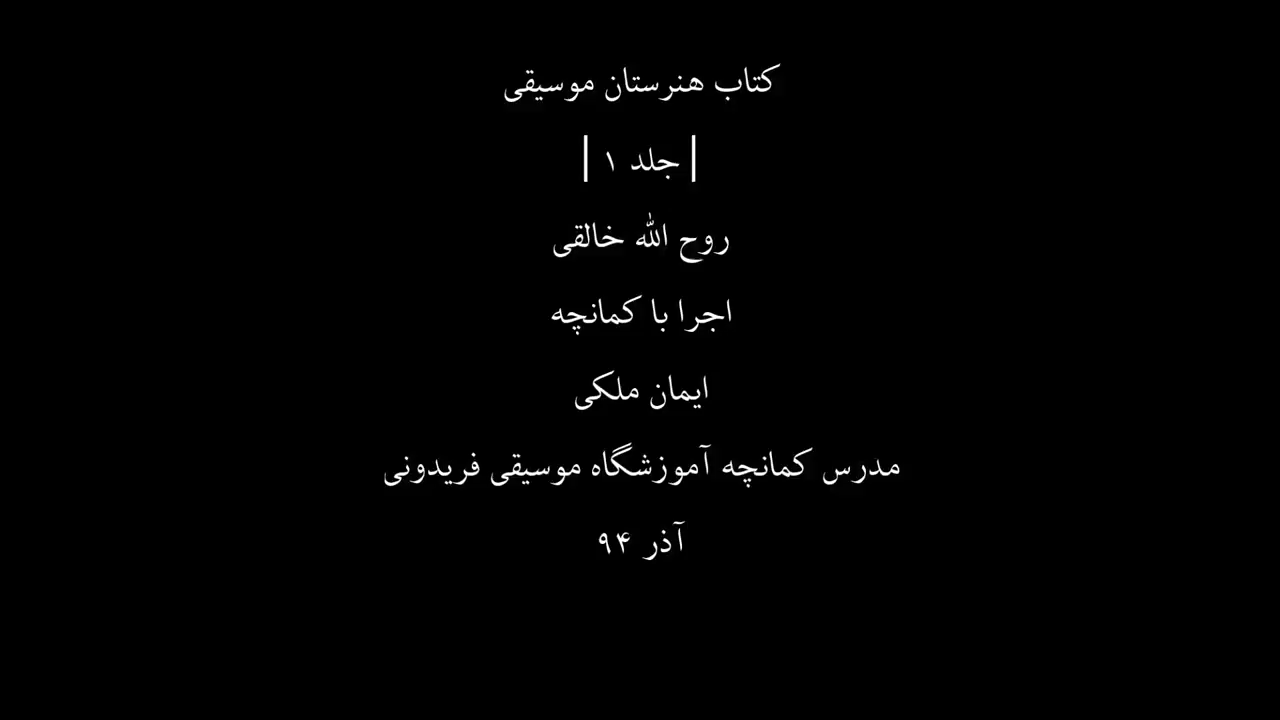 کتاب هنرستان موسیقی
| جلد ۱ |
روح الله خالقی
اجرا با کمانچه
ایمان ملکی
مدرس کمانچه آموزشگاه موسیقی فریدونی
آذر ۹۴